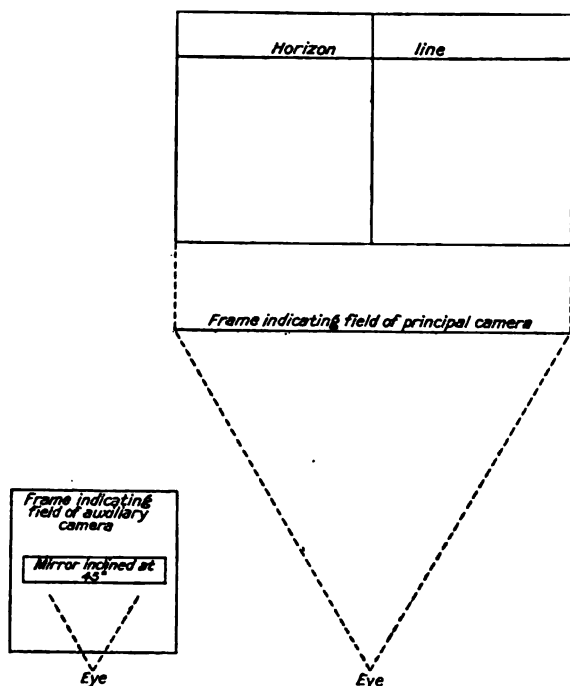 Horizon line
Frame indicating field of principal camera
Frame indicating
field of auxiliary
camera
Mirror inclined at
45°
Eye
Eye